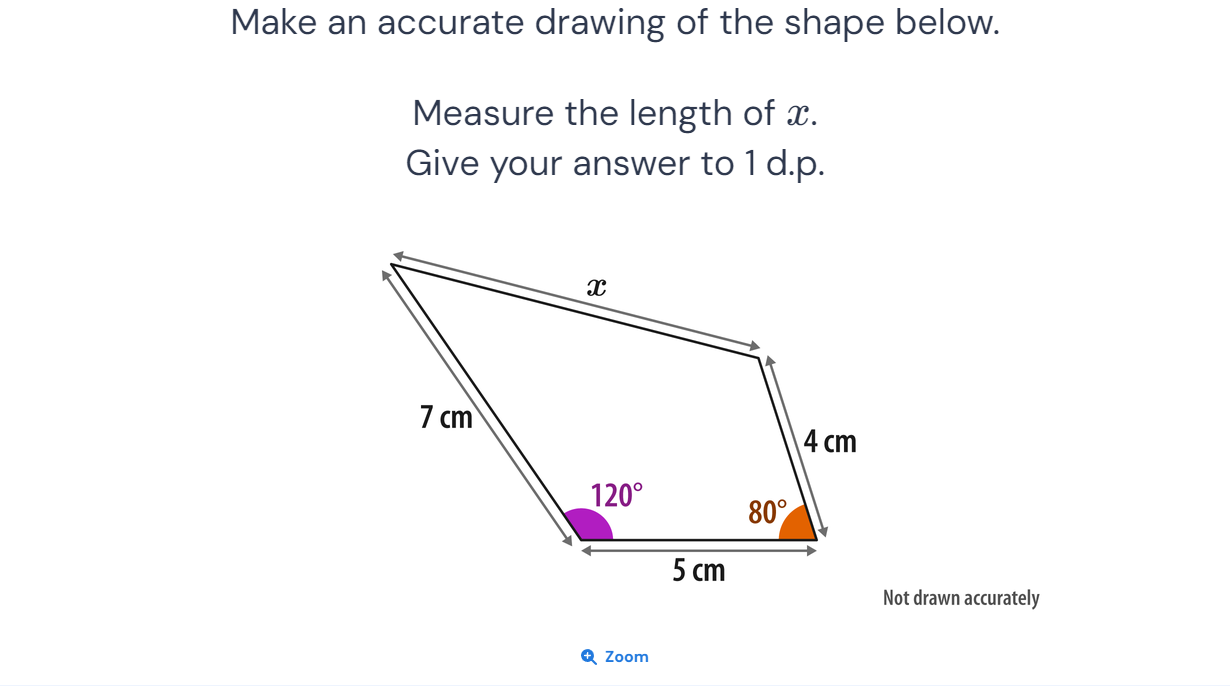 Make an accurate drawing of the shape below.
Measure the length of x.
Give your answer to 1 d.p.
x
7 cm
4 cm
120°
80°
5 cm
Not drawn accurately
Zoom